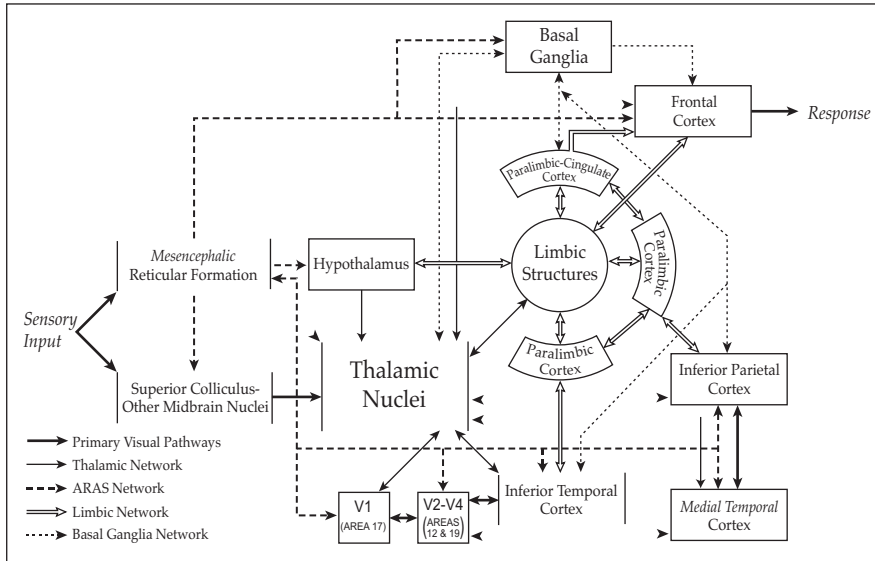 Basal
Ganglia
Frontal
Cortex
Response
Paralimbic-Cingulate
Cortex
Mesencephalic
Reticular Formation
Hypothalamus
Limbic
Structures
Paralimbic
Cortex
Sensory
Input
Thalamic
Nuclei
Paralimbic
Cortex
Superior Colliculus-
Other Midbrain Nuclei
Inferior Parietal
Cortex
Primary Visual Pathways
Thalamic Network
ARAS Network
Limbic Network
Basal Ganglia Network
V1
(AREA 17)
V2-V4
(AREAS
12 & 19)
Inferior Temporal
Cortex
Medial Temporal
Cortex